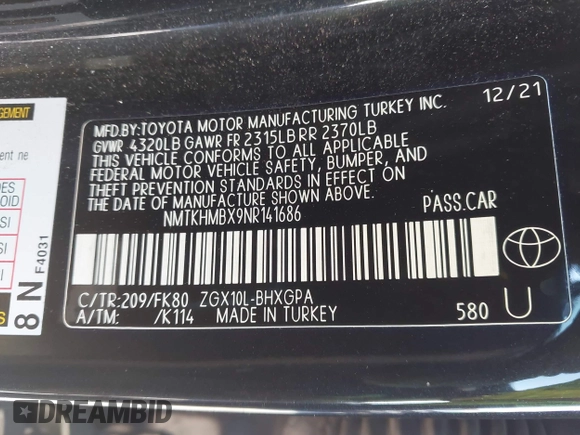 MFD.BY:TOYOTA MOTOR MANUFACTURING TURKEY INC. 12/21
GVWR 4320LB GAWR FR 2315LB RR 2370LB
THIS VEHICLE CONFORMS TO ALL APPLICABLE
FEDERAL MOTOR VEHICLE SAFETY, BUMPER, AND
THEFT PREVENTION STANDARDS IN EFFECT ON
THE DATE OF MANUFACTURE SHOWN ABOVE.
NMTKHMBX9NR141686 PASS.CAR
C/TR:209/FK80 ZGX10L-BHXGPA
A/TM: /K114 MADE IN TURKEY 580 U
ment ne
8 N F4031
DREAMBID